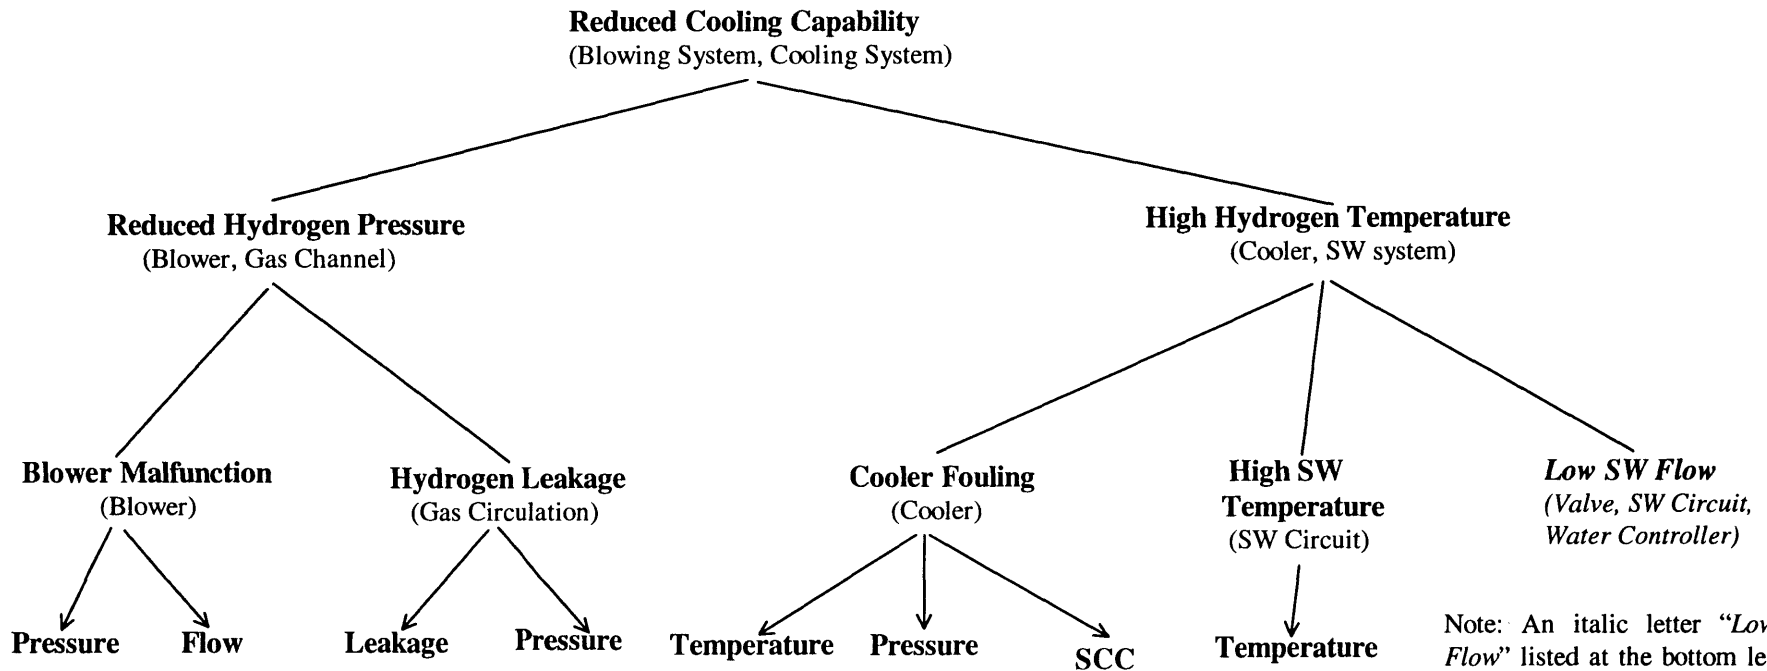 Reduced Cooling Capability
(Blowing System, Cooling System)
Reduced Hydrogen Pressure
(Blower, Gas Channel)
High Hydrogen Temperature
(Cooler, SW system)
Blower Malfunction
(Blower)
Hydrogen Leakage
(Gas Circulation)
Cooler Fouling
(Cooler)
High SW
Temperature
(SW Circuit)
Low SW Flow
(Valve, SW Circuit,
Water Controller)
Pressure
Flow
Leakage
Pressure
Temperature
Pressure
SCC
Temperature
Note: An italic letter “Low
Flow” listed at the bottom